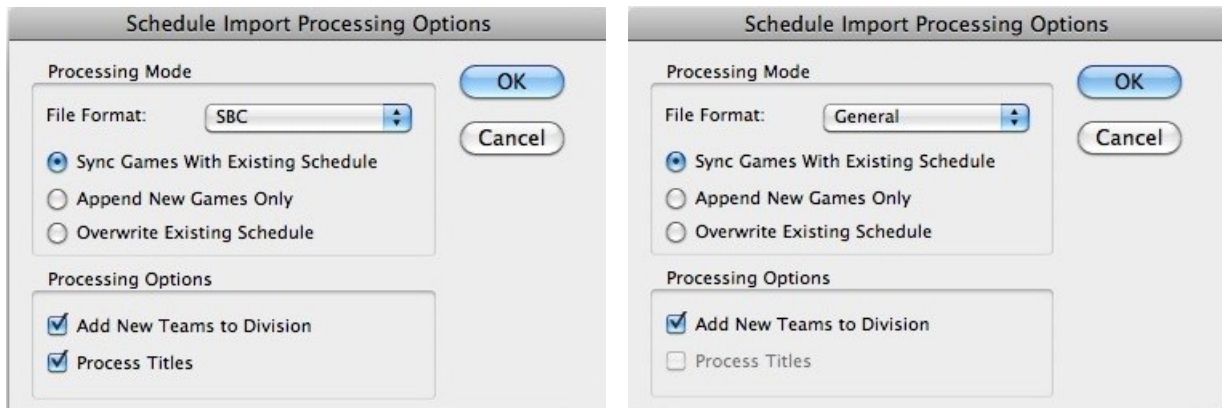 Schedule Import Processing Options
Processing Mode
OK
File Format:
SBC
Cancel
Sync Games With Existing Schedule
Append New Games Only
Overwrite Existing Schedule
Processing Options
Add New Teams to Division
Process Titles
Schedule Import Processing Options
Processing Mode
OK
File Format:
General
Cancel
Sync Games With Existing Schedule
Append New Games Only
Overwrite Existing Schedule
Processing Options
Add New Teams to Division
Process Titles